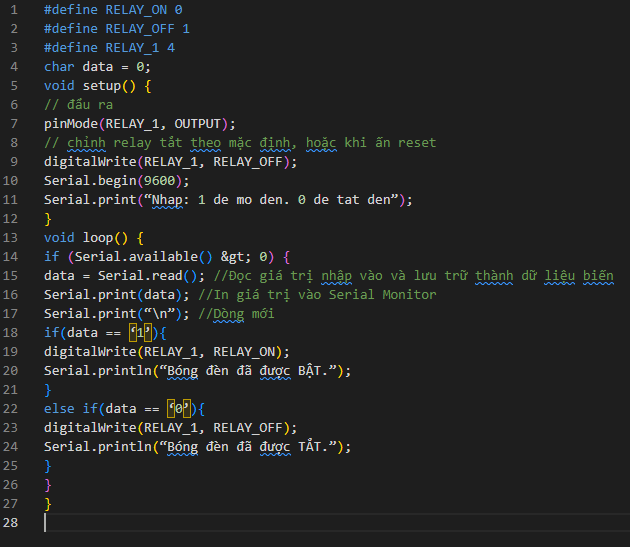 1 #define RELAY_ON 0
2 #define RELAY_OFF 1
3 #define RELAY_1 4
4 char data = 0;
5 void setup() {
6 // đầu ra
7 pinMode(RELAY_1, OUTPUT);
8 // chỉnh relay tắt theo mặc định, hoặc khi ấn reset
9 digitalWrite(RELAY_1, RELAY_OFF);
10 Serial.begin(9600);
11 Serial.print(“Nhap: 1 de mo den. 0 de tat den”);
12 }
13 void loop() {
14 if (Serial.available() &gt; 0) {
15 data = Serial.read(); //Đọc giá trị nhập vào và lưu trữ thành dữ liệu biến
16 Serial.print(data); //In giá trị vào Serial Monitor
17 Serial.print(“\n”); //Dòng mới
18 if(data == ‘1’){
19 digitalWrite(RELAY_1, RELAY_ON);
20 Serial.println(“Bóng đèn đã được BẬT.”);
21 }
22 else if(data == ‘0’){
23 digitalWrite(RELAY_1, RELAY_OFF);
24 Serial.println(“Bóng đèn đã được TẮT.”);
25 }
26 }
27 }
28